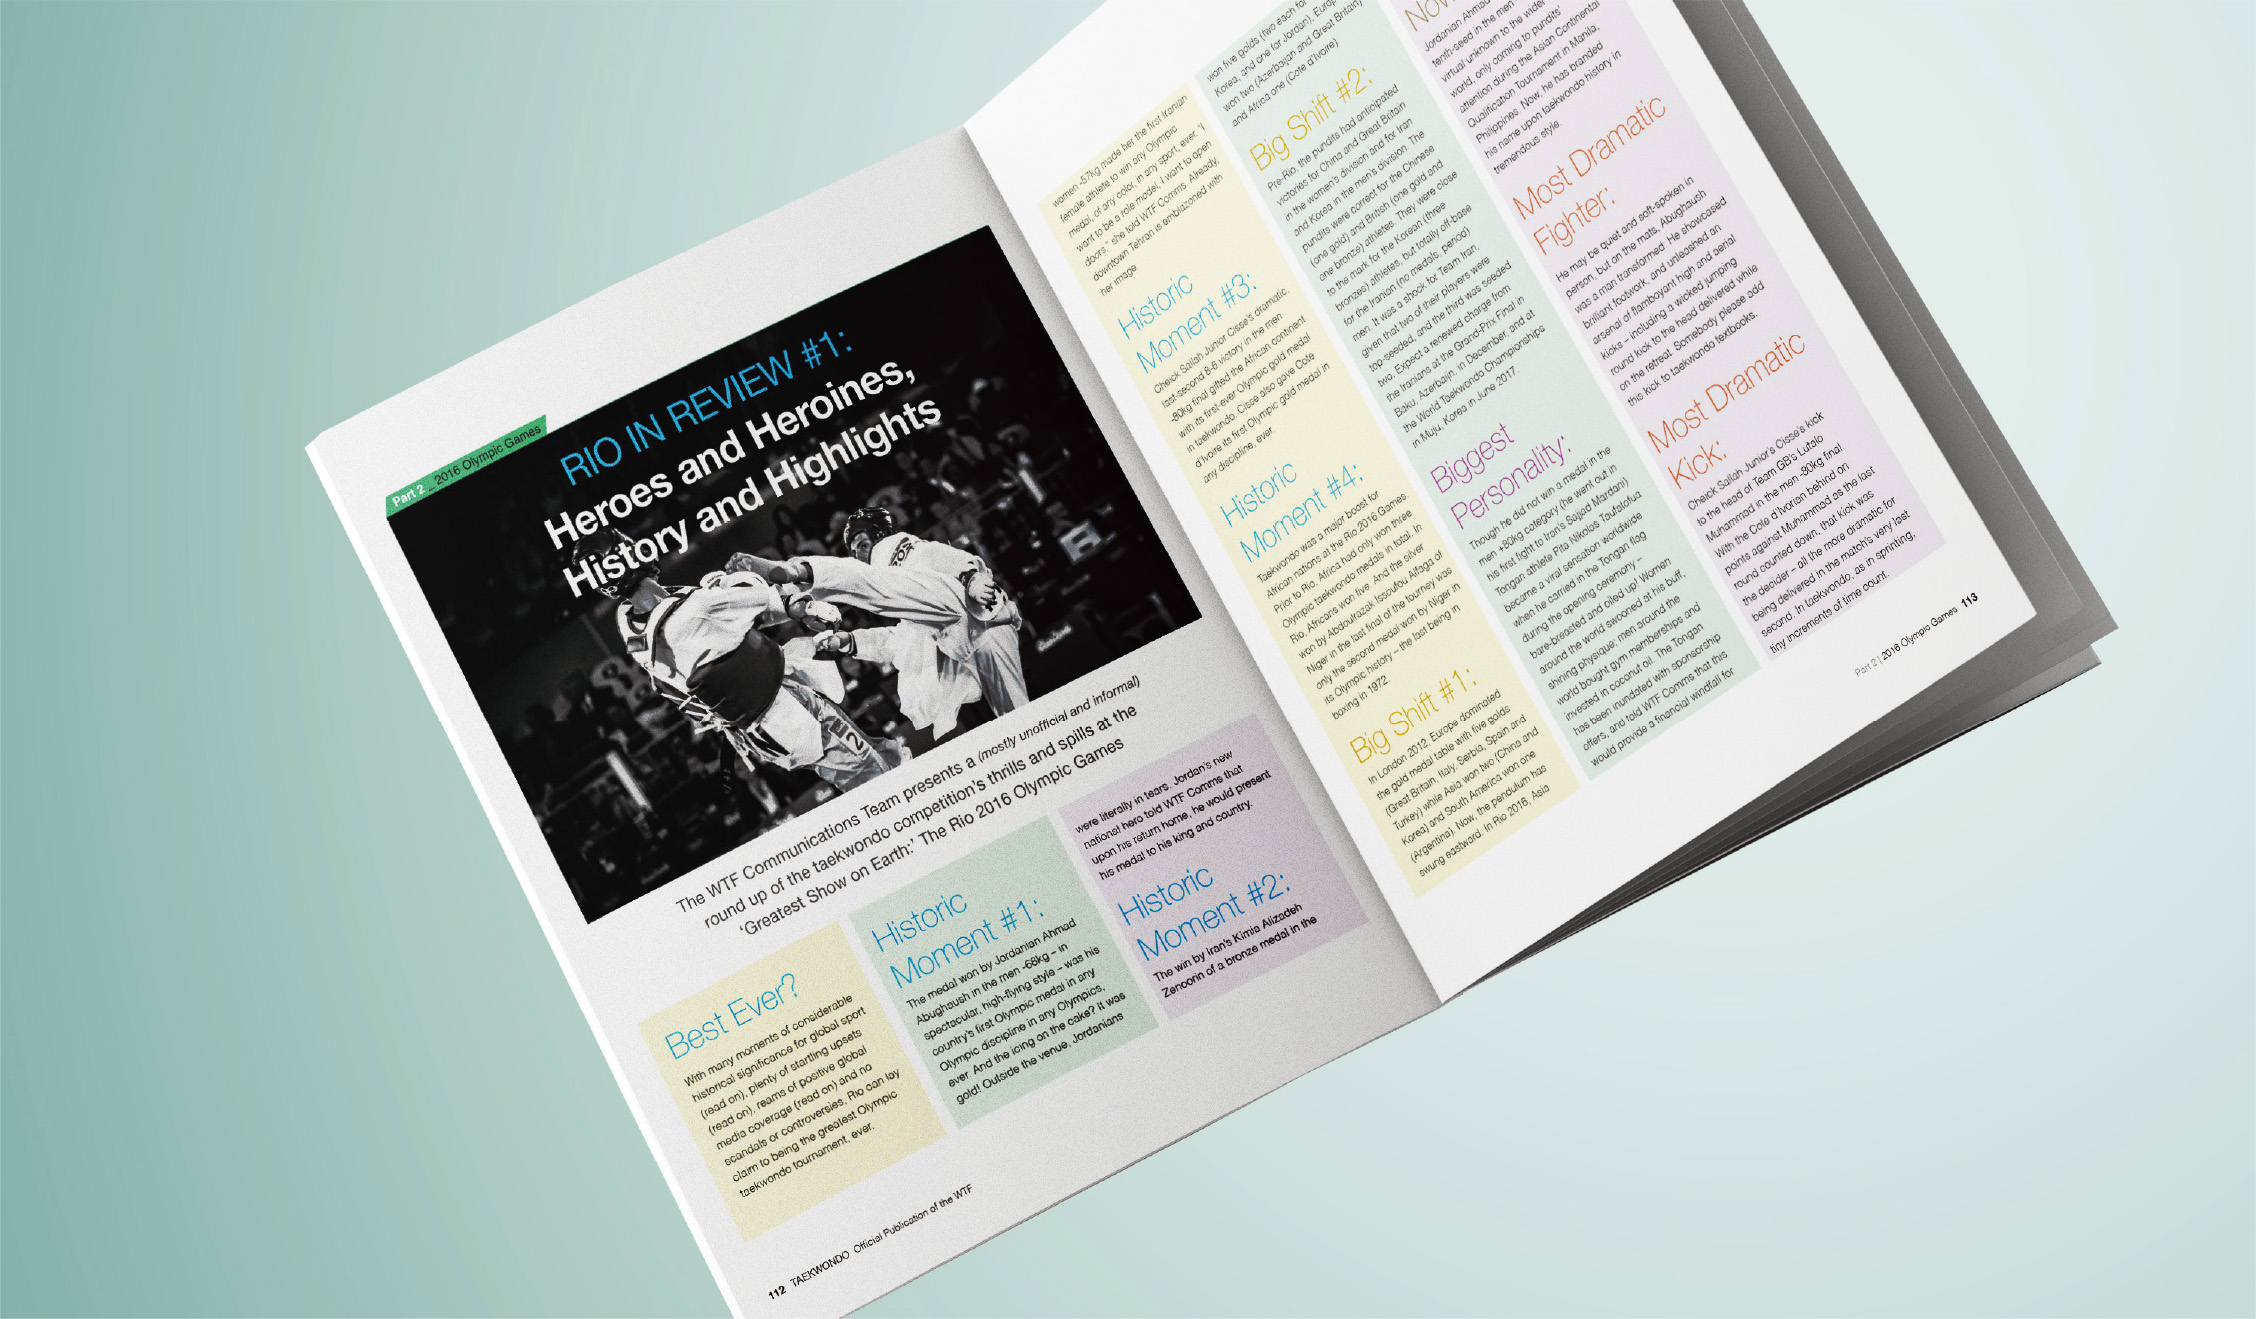 Part 2 _ 2016 Olympic Games
RIO IN REVIEW #1:
Heroes and Heroines,
History and Highlights
The WTF Communications Team presents a (mostly unofficial and informal)
round up of the taekwondo competition's thrills and spills at the
'Greatest Show on Earth:' The Rio 2016 Olympic Games
Best Ever?
With many moments of considerable
historical significance for global sport
(read on), plenty of startling upsets
(read on), reams of positive global
media coverage (read on) and no
scandals or controversies, Rio can lay
claim to being the greatest Olympic
taekwondo tournament, ever.
Historic
Moment #1:
The medal won by Jordanian Ahmad
Abughaush in the men -68kg – in
spectacular, high-flying style – was his
country's first Olympic medal in any
Olympic discipline in any Olympics,
ever. And the icing on the cake? It was
gold! Outside the venue, Jordanians
were literally in tears. Jordan's new
national hero told WTF Comms that
upon his return home, he would present
his medal to his king and country.
Historic
Moment #2:
The win by Iran's Kimia Alizadeh
Zenoorin of a bronze medal in the
112 TAEKWONDO Official Publication of the WTF
women -57kg made her the first Iranian
female athlete to win any Olympic
medal, of any color, in any sport, ever. "I
want to be a role model, I want to open
doors," she told WTF Comms. Already,
downtown Tehran is emblazoned with
her image
Historic
Moment #3:
Cheick Sallah Junior Cisse's dramatic,
last-second 8-6 victory in the men
-80kg final gifted the African continent
with its first-ever Olympic gold medal
in taekwondo. Cisse also gave Cote
d'Ivoire its first Olympic gold medal in
any discipline, ever.
Historic
Moment #4:
Taekwondo was a major boost for
African nations at the Rio 2016 Games.
Prior to Rio, Africa had only won three
Olympic taekwondo medals in total. In
Rio, Africans won five. And the silver
won by Abdoulrazak Issoufou Alfaga of
Niger in the last final of the tourney was
only the second medal won by Niger in
its Olympic history – the last being in
boxing in 1972.
Big Shift #1:
In London 2012, Europe dominated
the gold medal table with five golds
(Great Britain, Italy, Serbia, Spain and
Turkey) while Asia won two (China and
Korea) and South America won one
(Argentina). Now, the pendulum has
swung eastward. In Rio 2016, Asia
won five golds (two each for
Korea, and one for Jordan), Europe
won two (Azerbaijan and Great Britain)
and Africa one (Cote d'Ivoire).
Big Shift #2:
Pre-Rio, the pundits had anticipated
victories for China and Great Britain
in the women's division and for Iran
and Korea in the men's division. The
pundits were correct for the Chinese
(one gold) and British (one gold and
one bronze) athletes. They were close
to the mark for the Korean (three
bronzes) athletes, but totally off-base
for the Iranian (no medals, period)
men. It was a shock for Team Iran,
given that two of their players were
top-seeded, and the third was seeded
two. Expect a renewed charge from
the Iranians at the Grand-Prix Final in
Baku, Azerbaijn, in December, and at
the World Taekwondo Championships
in Muju, Korea in June 2017.
Biggest
Personality:
Though he did not win a medal in the
men +80kg category (he went out in
his first fight to Iran's Sajjad Mardani)
Tongan athlete Pita Nikolas Taufatofua
became a viral sensation worldwide
when he carried in the Tongan flag
during the opening ceremony –
bare-breasted and oiled up! Women
around the world swooned at his buff,
shining physique; men around the
world bought gym memberships and
invested in coconut oil. The Tongan
has been inundated with sponsorship
offers, and told WTF Comms that this
would provide a financial windfall for
Jordanian Ahmad
tenth-seed in the men
virtual unknown to the wider
world, only coming to pundits'
attention during the Asian Continental
Qualification Tournament in Manila,
Philippines. Now, he has branded
his name upon taekwondo history in
tremendous style
Most Dramatic
Fighter:
He may be quiet and soft-spoken in
person, but on the mats, Abughaush
was a man transformed. He showcased
brilliant footwork, and unleashed an
arsenal of flamboyant high and aerial
kicks – including a wicked jumping
round kick to the head delivered while
on the retreat. Somebody please add
this kick to taekwondo textbooks.
Most Dramatic
Kick:
Cheick Sallah Junior's Cisse's kick
to the head of Team GB's Lutalo
Muhammad in the men -80kg final.
With the Cote d'Ivorian behind on
points against Muhammad as the last
round counted down, that kick was
the decider – all the more dramatic for
being delivered in the match's very last
second. In taekwondo, as in sprinting,
tiny increments of time count.
Part 2 | 2016 Olympic Games 113